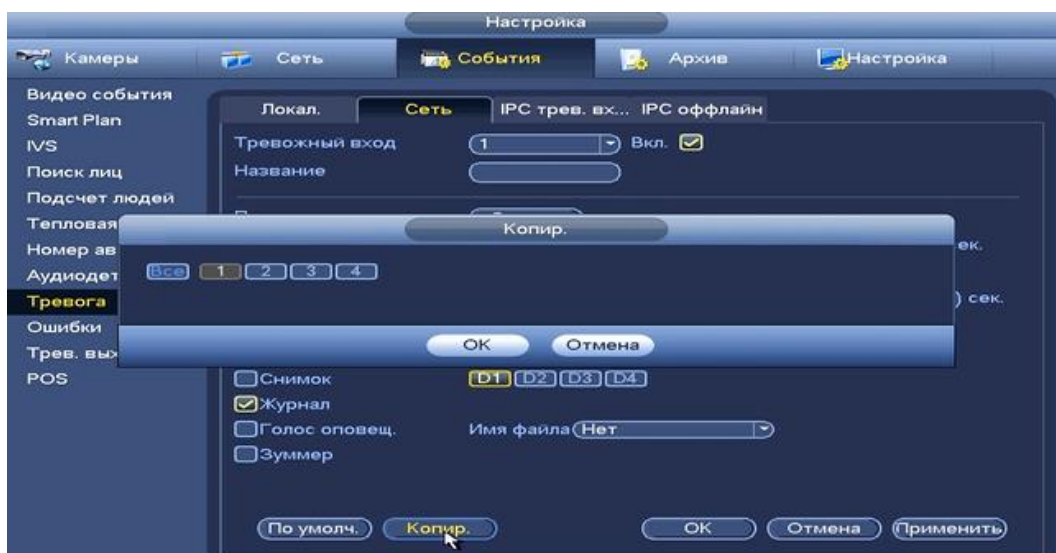 Настройка
Камеры Сеть События Архив Настройка
Видео события
Smart Plan
IVS
Поиск лиц
Подсчет людей
Тепловая
Номер ав
Аудиодет
Тревога
Ошибки
Трев. вых
POS
Локал. Сеть IPC трев. вх... IPC оффлайн
Тревожный вход 1 Вкл.
Название
ек.
Копир.
Все 1 2 3 4
) сек.
OK Отмена
Снимок D1 D2 D3 D4
Журнал
Голос оповещ. Имя файла Нет
Зуммер
По умолч. Копир. OK Отмена Применить